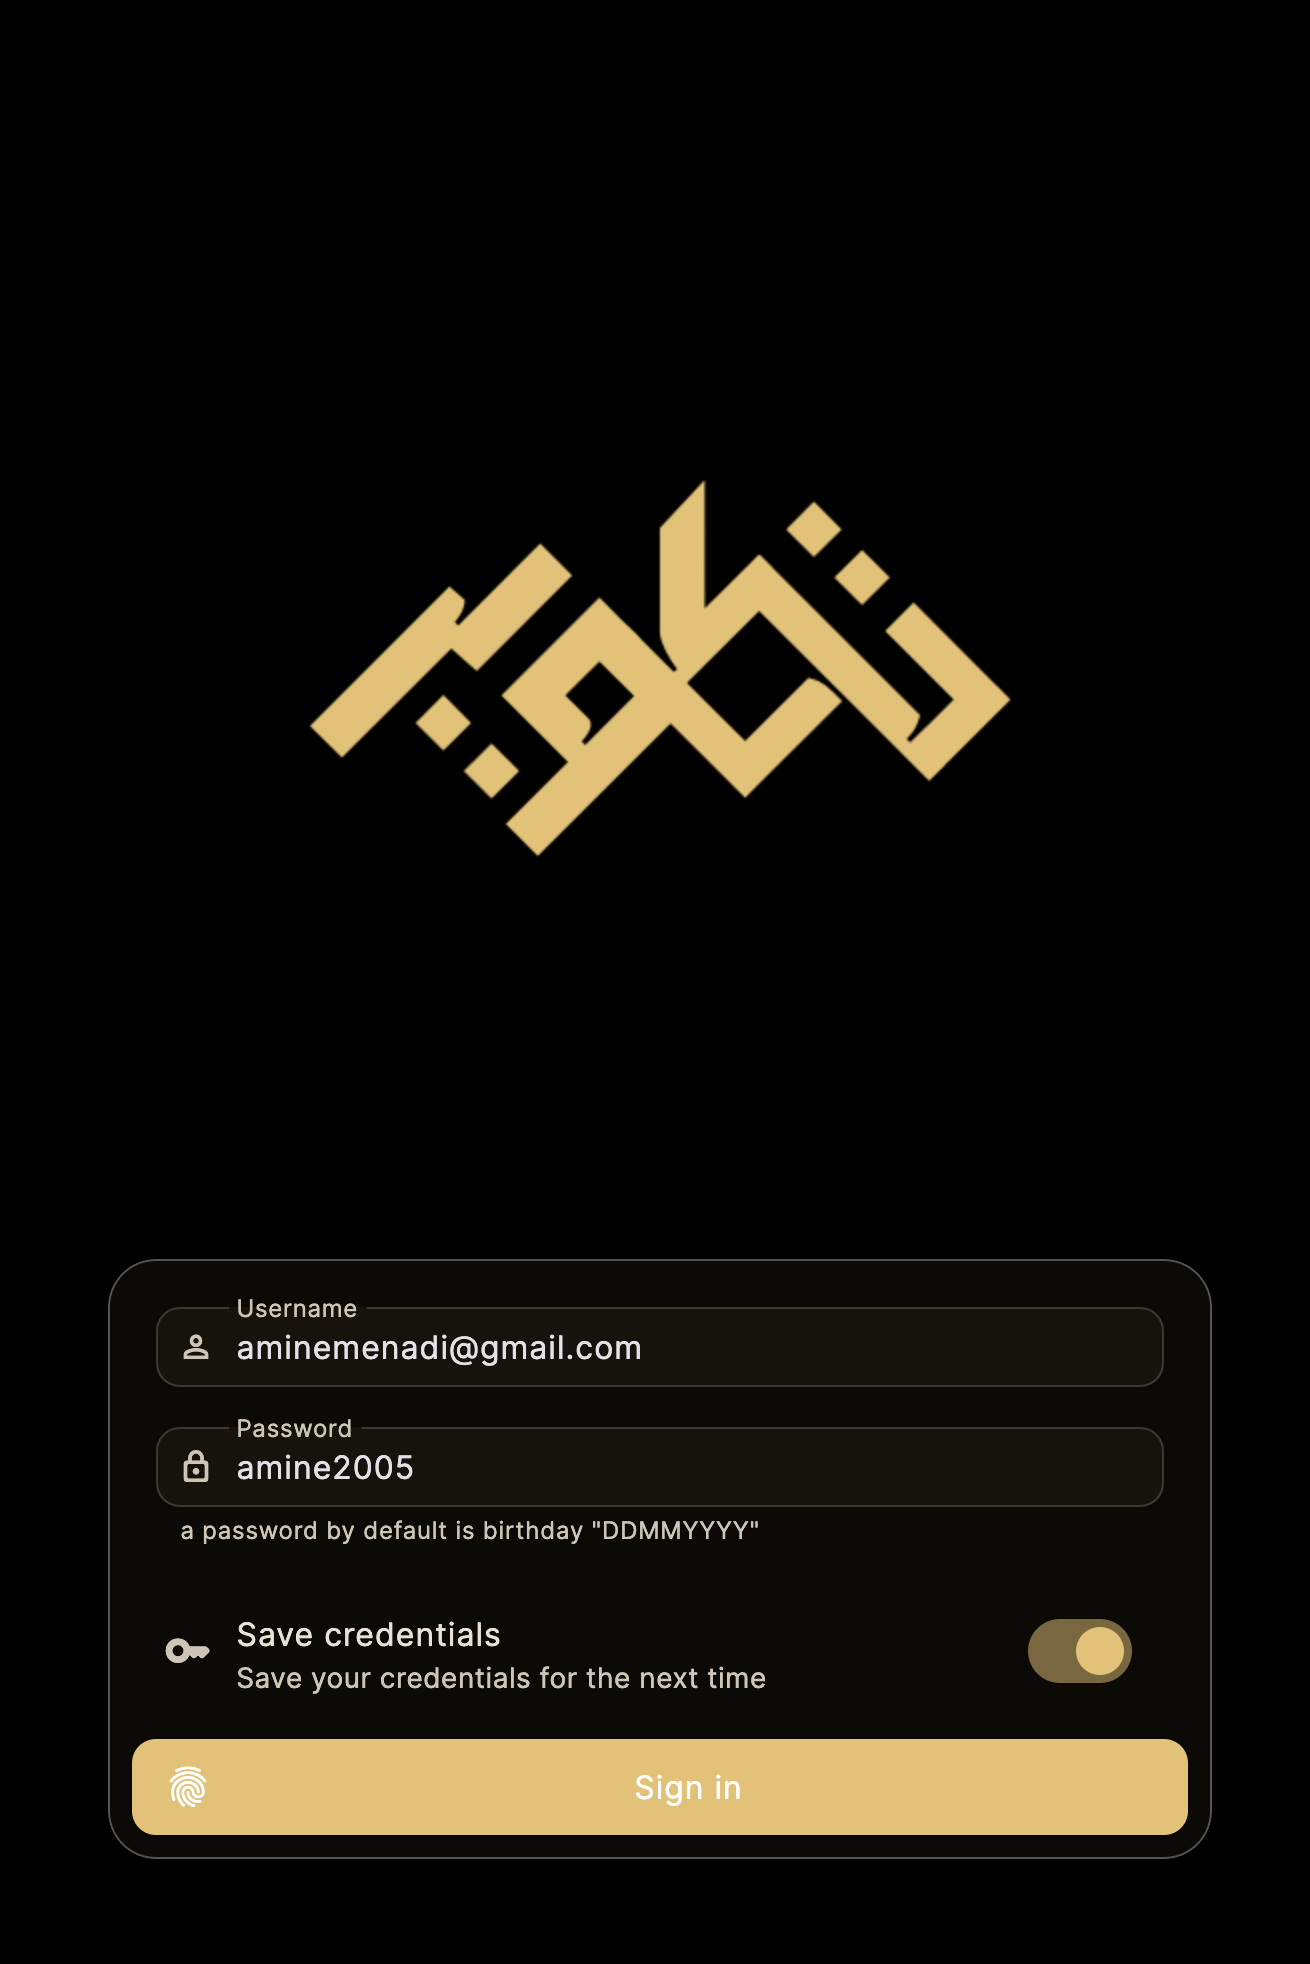 تكوين
Username
aminemenadi@gmail.com
Password
amine2005
a password by default is birthday "DDMMYYYY"
Save credentials
Save your credentials for the next time
Sign in